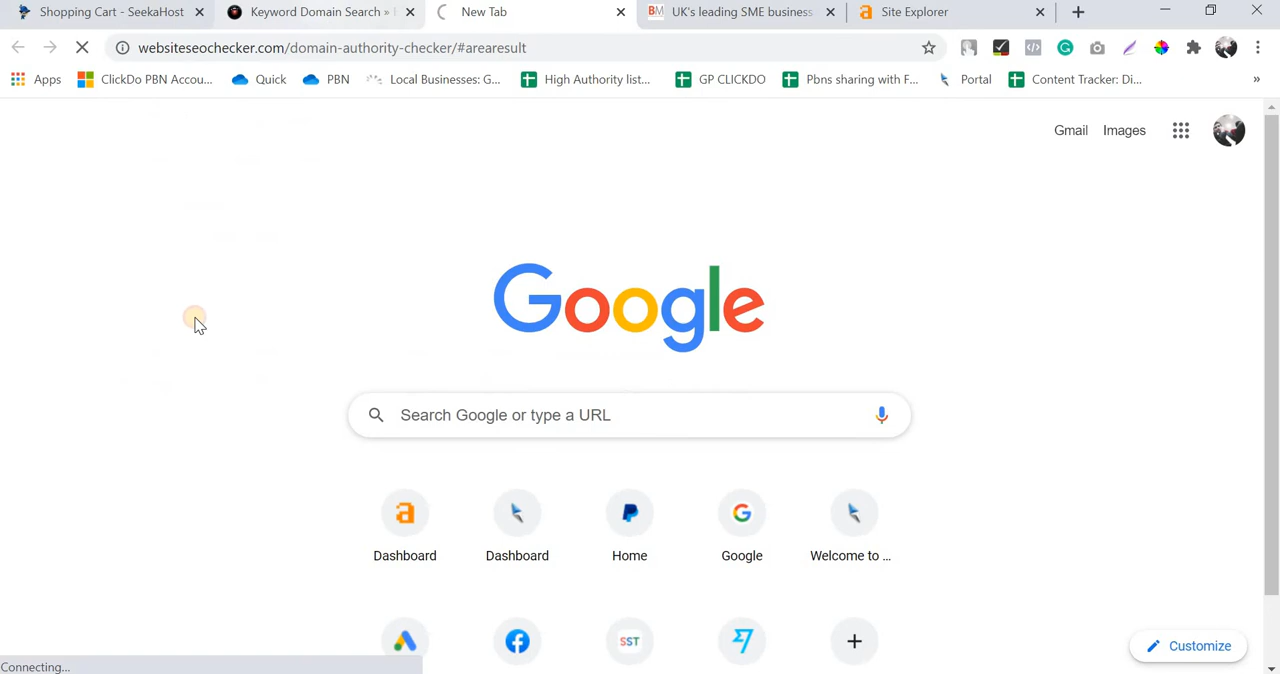 Shopping Cart - SeekaHost
Keyword Domain Search »
New Tab
BM UK's leading SME business
Site Explorer
websiteseochecker.com/domain-authority-checker/#arearesult
Apps
ClickDo PBN Accou...
Quick
PBN
Local Businesses: G...
High Authority list...
GP CLICKDO
Pbns sharing with F...
Portal
Content Tracker: Di...
»
Gmail
Images
Google
Search Google or type a URL
Dashboard
Dashboard
Home
Google
Welcome to ...
SST
Customize
Connecting...